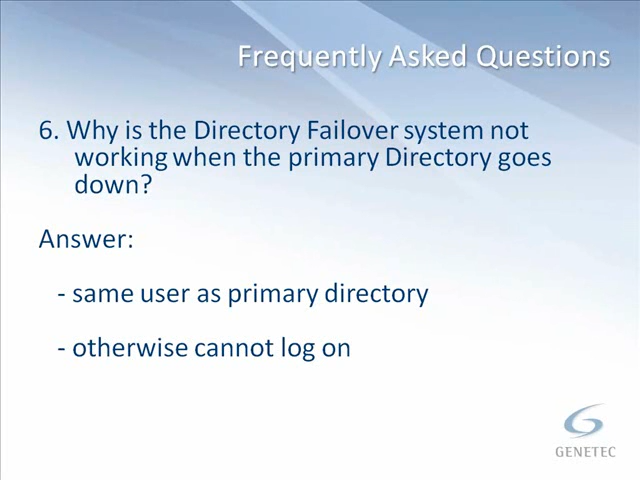 Frequently Asked Questions
6. Why is the Directory Failover system not
working when the primary Directory goes
down?
Answer:
- same user as primary directory
- otherwise cannot log on
GENETEC